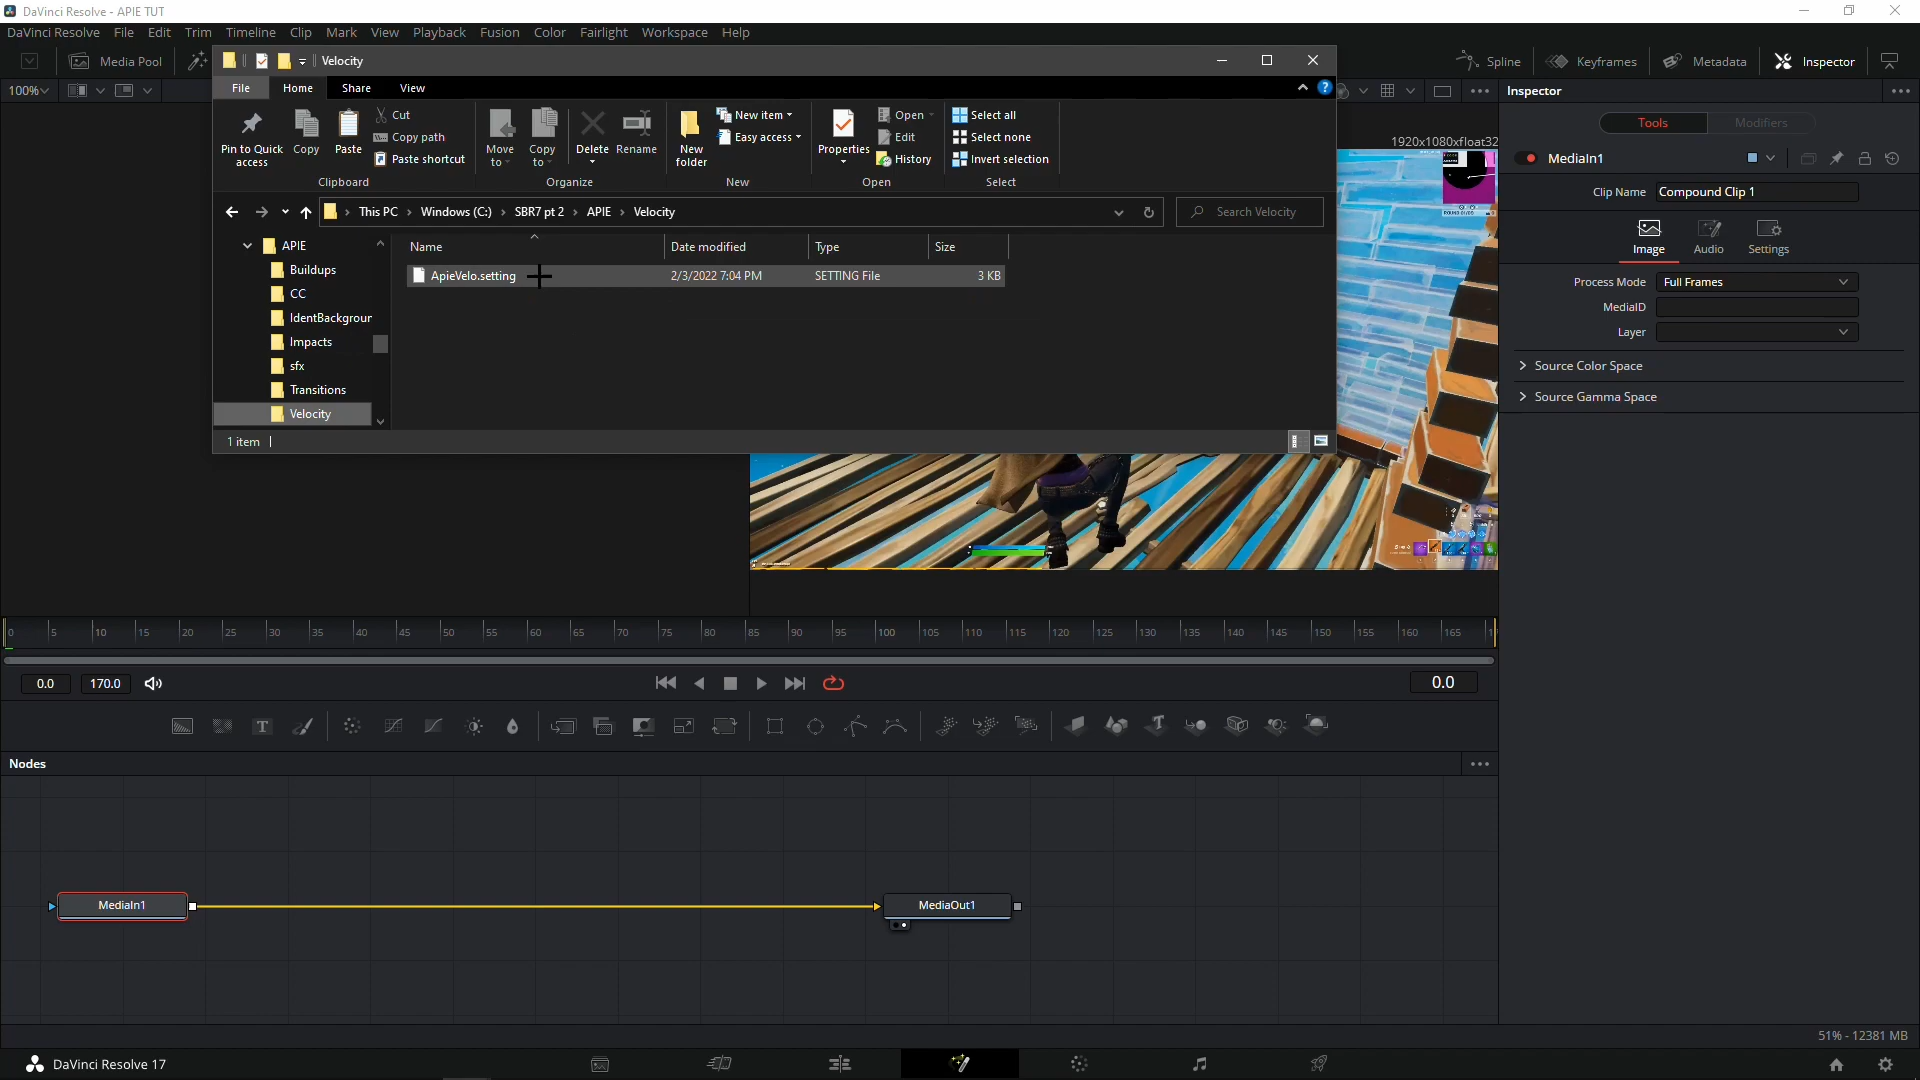 DaVinci Resolve - APIE TUT
DaVinci Resolve File Edit Trim Timeline Clip Mark View Playback Fusion Color Fairlight Workspace Help
Media Pool
Velocity
Spline Keyframes Metadata Inspector
File Home Share View
100%
Inspector
Pin to Quick access
Copy
Paste
Cut
Copy path
Paste shortcut
Clipboard
Move to
Copy to
Delete
Rename
Organize
New folder
New item
Easy access
New
Properties
Open
Edit
History
Open
Select all
Select none
Invert selection
Select
Tools Modifiers
1920x1080xfloat32
MediaIn1
Clip Name Compound Clip 1
This PC Windows (C:) SBR7 pt 2 APIE Velocity
Search Velocity
Image Audio Settings
Name Date modified Type Size
ApieVelo.setting 2/3/2022 7:04 PM SETTING File 3 KB
APIE
Buildups
CC
IdentBackgrour
Impacts
sfx
Transitions
Velocity
1 item
Process Mode Full Frames
MediaID
Layer
Source Color Space
Source Gamma Space
0 5 10 15 20 25 30 35 40 45 50 55 60 65 70 75 80 85 90 95 100 105 110 115 120 125 130 135 140 145 150 155 160 165
0.0 170.0 0.0
Nodes
MediaIn1
MediaOut1
51% - 12381 MB
DaVinci Resolve 17